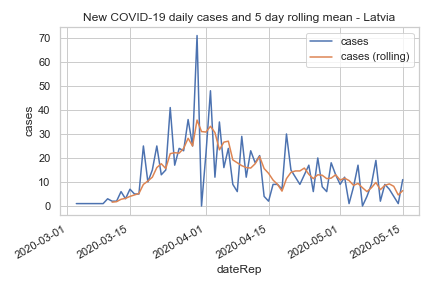 New COVID-19 daily cases and 5 day rolling mean - Latvia
cases
cases (rolling)
70
60
50
40
30
20
10
0
cases
2020-03-01
2020-03-15
2020-04-01
2020-04-15
2020-05-01
2020-05-15
dateRep